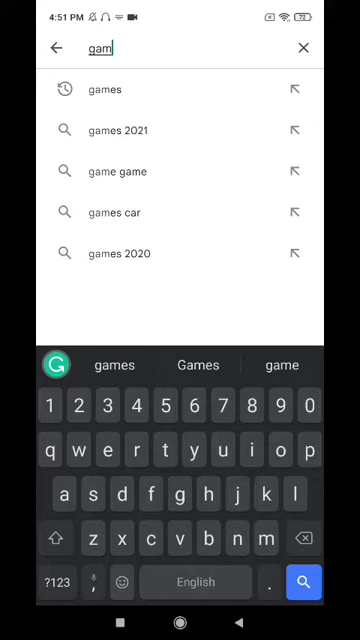 4:51 PM 72
gam
games
games 2021
game game
games car
games 2020
G games Games game
1 2 3 4 5 6 7 8 9 0
q w e r t y u i o p
a s d f g h j k l
z x c v b n m
?123 , English .